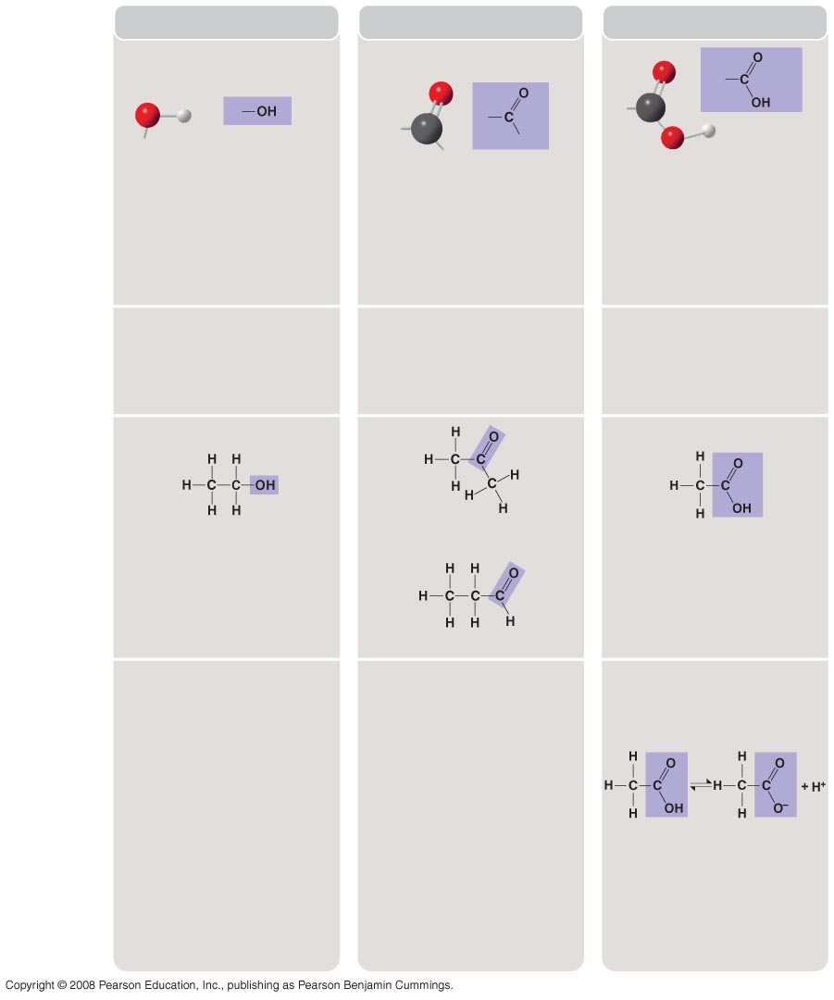 —OH
O
—C
O
—C
OH
H H
H—C—C—OH
H H
H O
H—C—C
H C—H
H H
H H O
H—C—C—C
H H H
H O
H—C—C
H OH
H O H O
H—C—C ⇌ H—C—C + H⁺
H OH H O⁻
Copyright © 2008 Pearson Education, Inc., publishing as Pearson Benjamin Cummings.